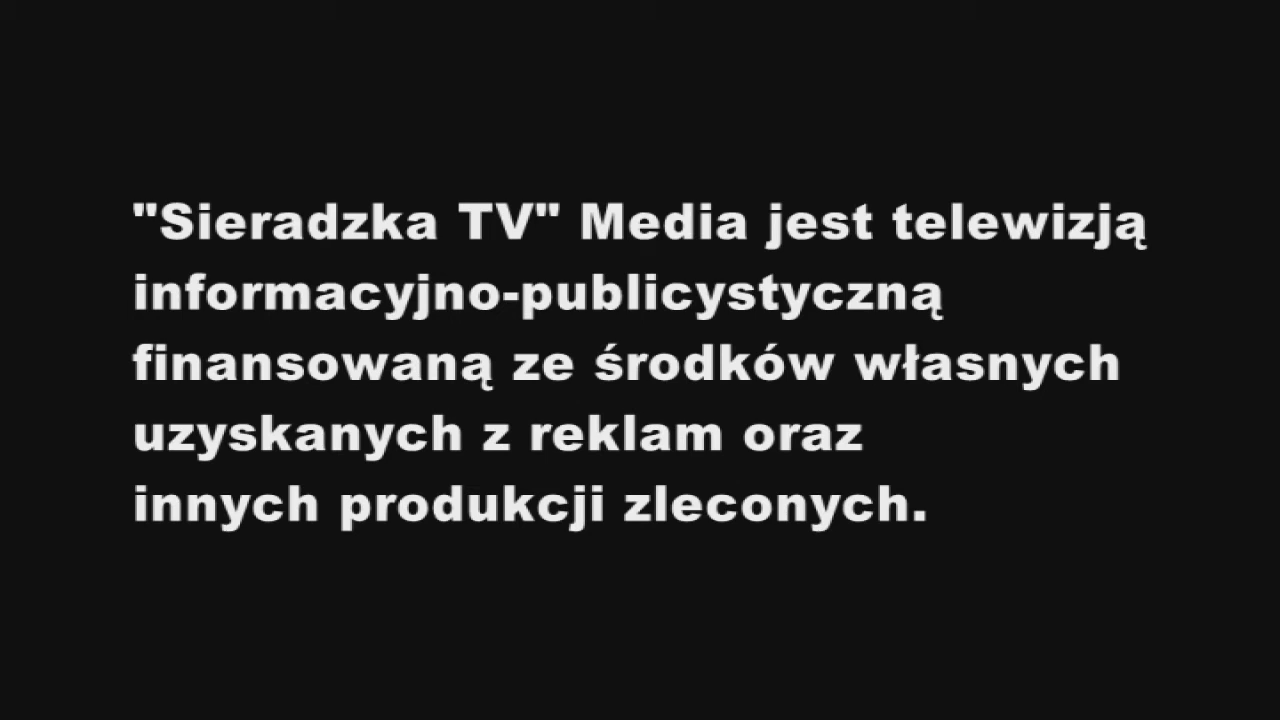 "Sieradzka TV" Media jest telewizją
informacyjno-publicystyczną
finansowaną ze środków własnych
uzyskanych z reklam oraz
innych produkcji zleconych.